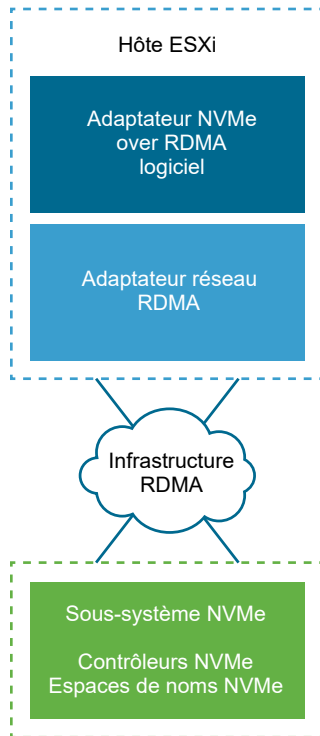 Hôte ESXi
Adaptateur NVMe
over RDMA
logiciel
Adaptateur réseau
RDMA
Infrastructure
RDMA
Sous-système NVMe
Contrôleurs NVMe
Espaces de noms NVMe